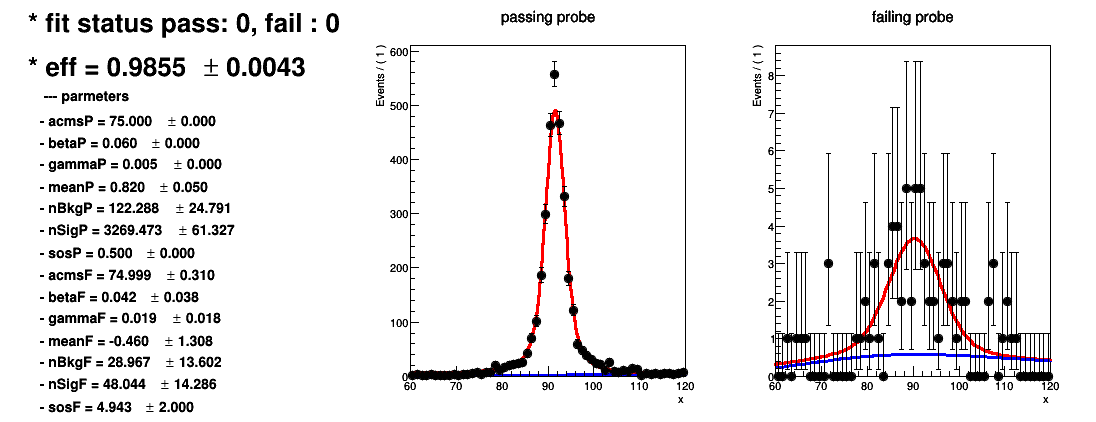 * fit status pass: 0, fail : 0
* eff = 0.9855 ± 0.0043
--- parmeters
- acmsP = 75.000 ± 0.000
- betaP = 0.060 ± 0.000
- gammaP = 0.005 ± 0.000
- meanP = 0.820 ± 0.050
- nBkgP = 122.288 ± 24.791
- nSigP = 3269.473 ± 61.327
- sosP = 0.500 ± 0.000
- acmsF = 74.999 ± 0.310
- betaF = 0.042 ± 0.038
- gammaF = 0.019 ± 0.018
- meanF = -0.460 ± 1.308
- nBkgF = 28.967 ± 13.602
- nSigF = 48.044 ± 14.286
- sosF = 4.943 ± 2.000
passing probe
Events / ( 1 )
600
500
400
300
200
100
0
60 70 80 90 100 110 120
x
failing probe
Events / ( 1 )
8
7
6
5
4
3
2
1
0
60 70 80 90 100 110 120
x